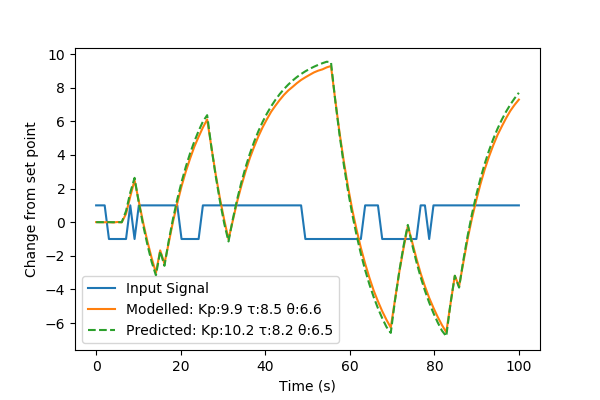 10
8
6
4
2
0
−2
−4
−6
Change from set point
Input Signal
Modelled: Kp:9.9 τ:8.5 θ:6.6
Predicted: Kp:10.2 τ:8.2 θ:6.5
0 20 40 60 80 100
Time (s)